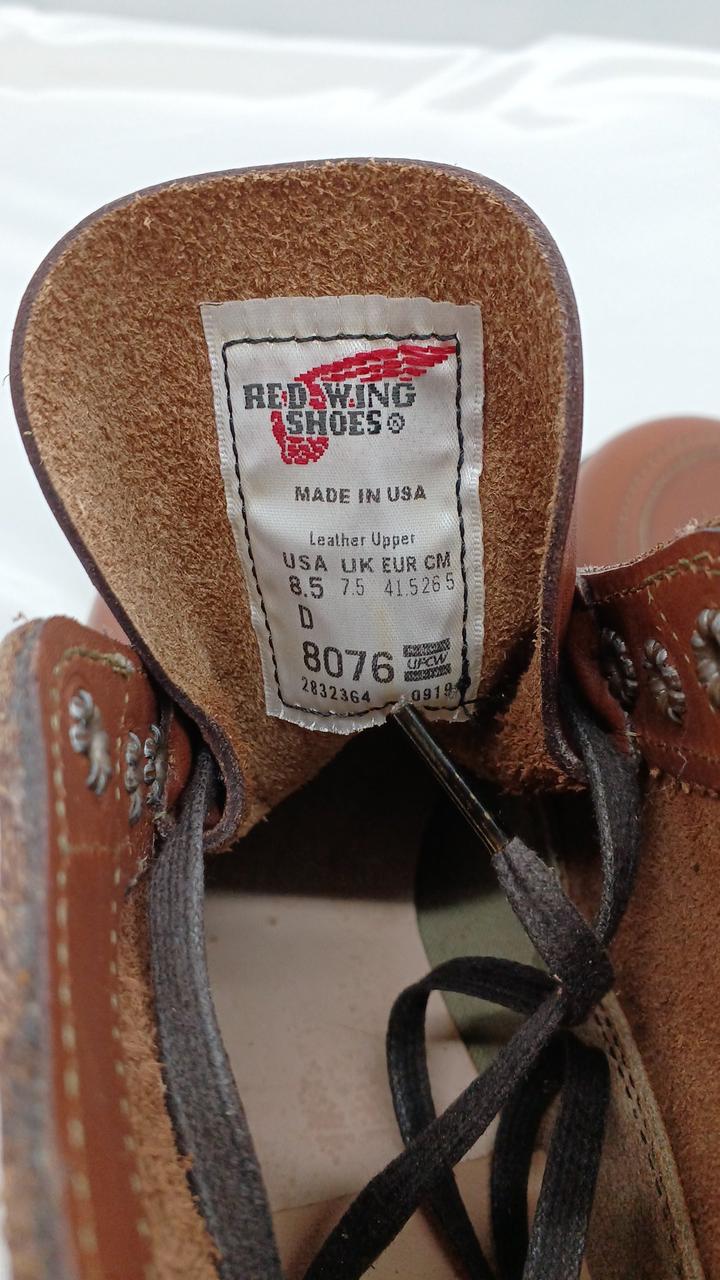 RED WING
SHOES®
MADE IN USA
Leather Upper
USA UK EUR CM
8.5 7.5 41.5 26.5
D
8076 UFCW
2832364 0919